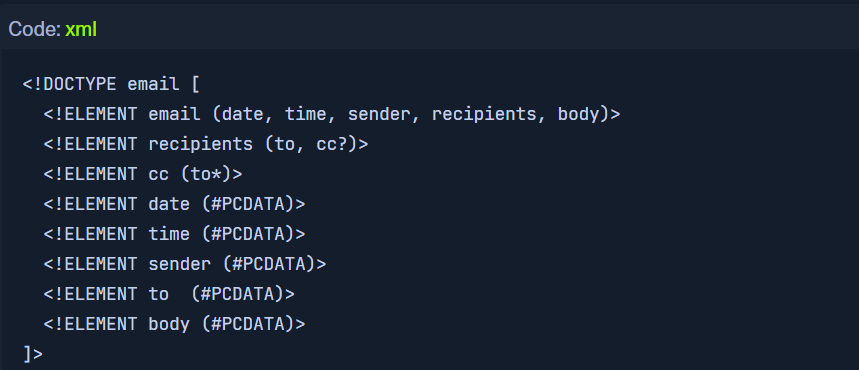 Code: xml
<!DOCTYPE email [
  <!ELEMENT email (date, time, sender, recipients, body)>
  <!ELEMENT recipients (to, cc?)>
  <!ELEMENT cc (to*)>
  <!ELEMENT date (#PCDATA)>
  <!ELEMENT time (#PCDATA)>
  <!ELEMENT sender (#PCDATA)>
  <!ELEMENT to  (#PCDATA)>
  <!ELEMENT body (#PCDATA)>
]>